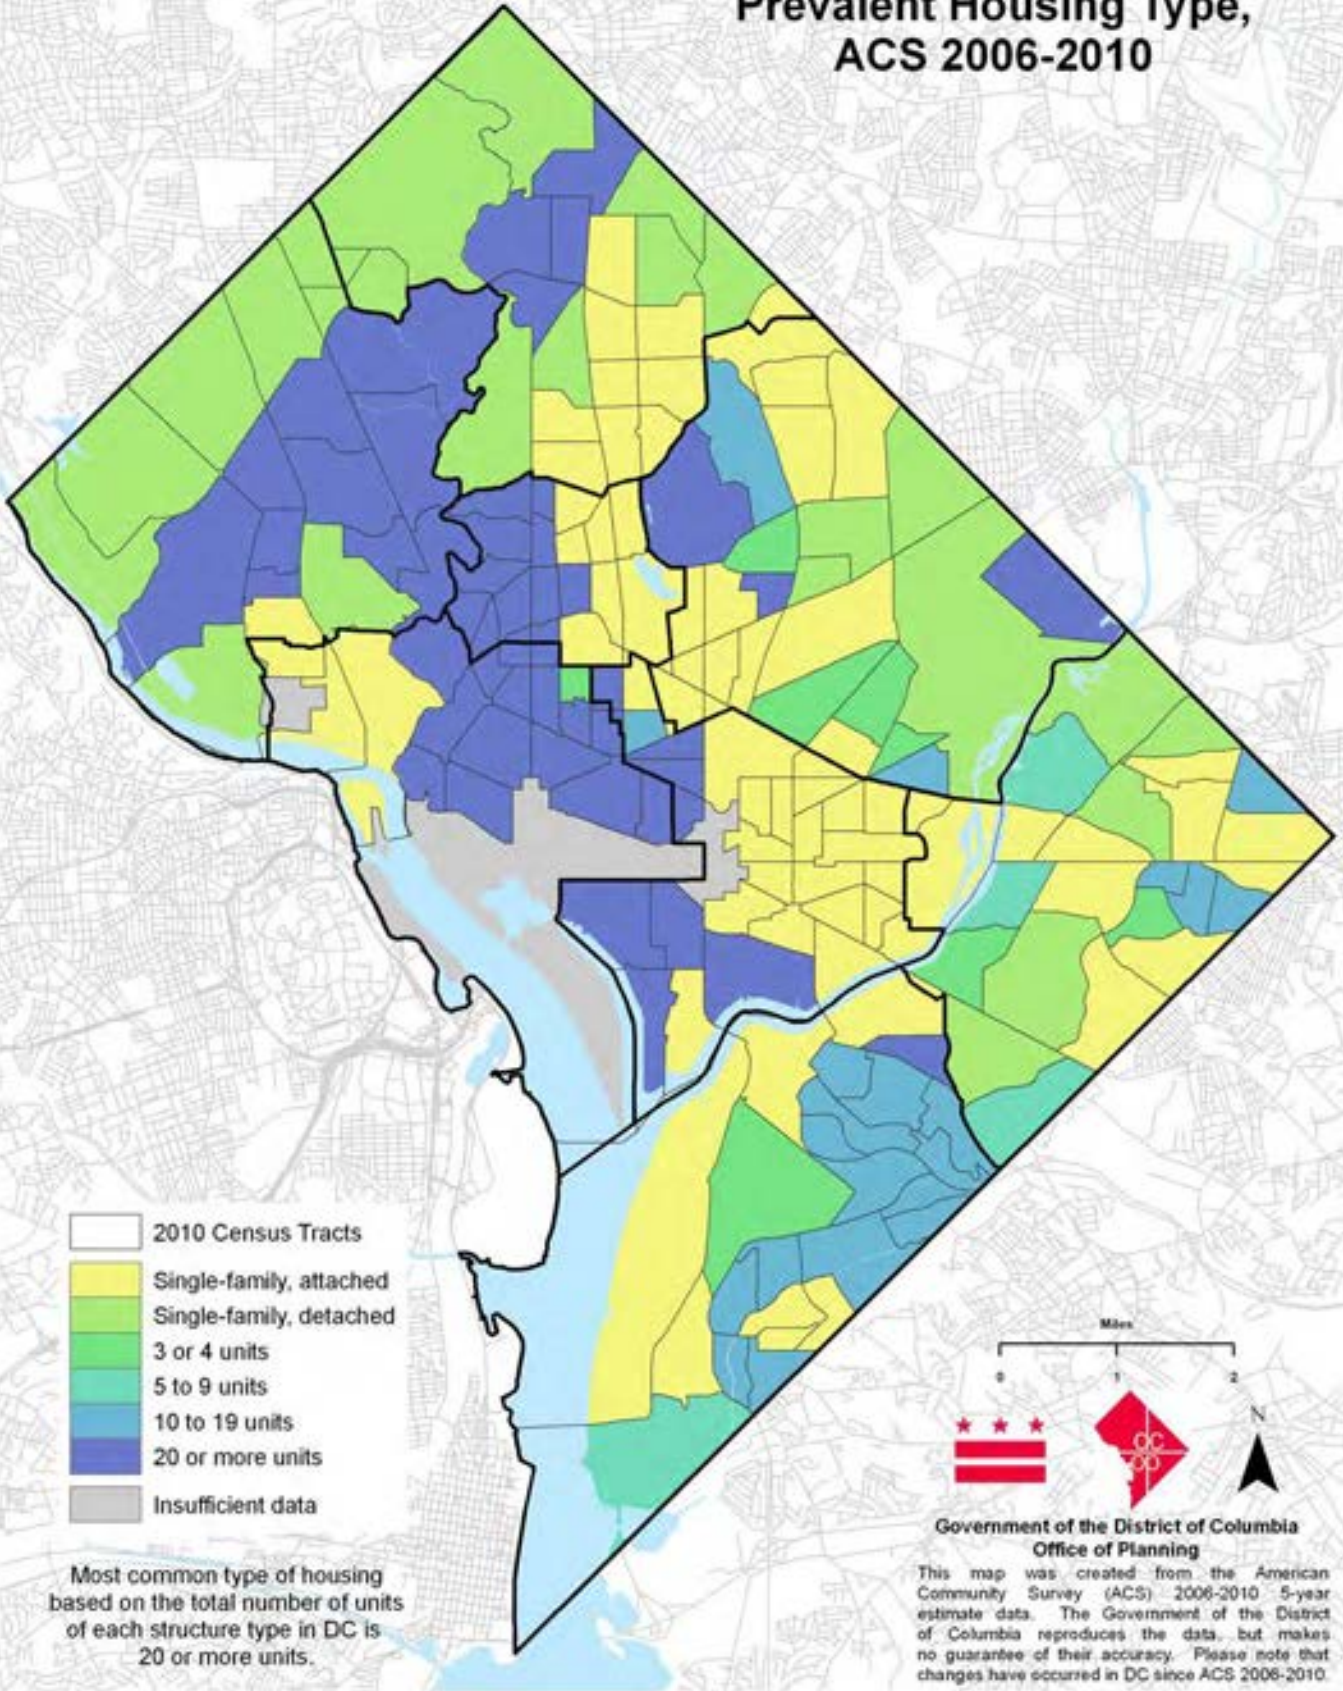 Prevalent Housing Type,
ACS 2006-2010
2010 Census Tracts
Single-family, attached
Single-family, detached
3 or 4 units
5 to 9 units
10 to 19 units
20 or more units
Insufficient data
Most common type of housing
based on the total number of units
of each structure type in DC is
20 or more units.
Miles
0 1 2
N
DC
OP
Government of the District of Columbia
Office of Planning
This map was created from the American
Community Survey (ACS) 2006-2010 5-year
estimate data. The Government of the District
of Columbia reproduces the data, but makes
no guarantee of their accuracy. Please note that
changes have occurred in DC since ACS 2006-2010.